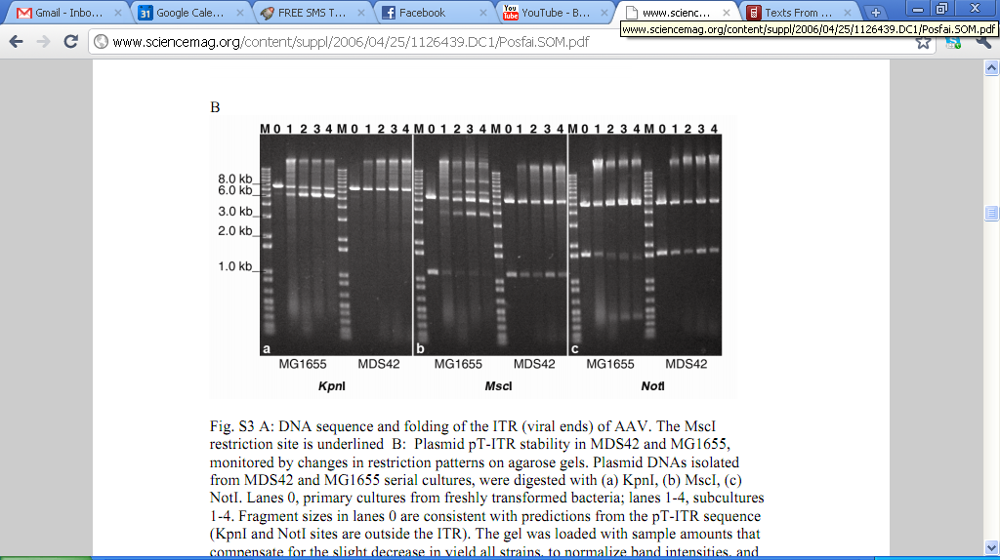 Gmail - Inbo...
31 Google Cale...
FREE SMS T...
Facebook
You Tube YouTube - B...
www.scienc...
Texts From ...
www.sciencemag.org/content/suppl/2006/04/25/1126439.DC1/Posfai.SOM.pdf
www.sciencemag.org/content/suppl/2006/04/25/1126439.DC1/Posfai.SOM.pdf
B
M 0 1 2 3 4 M 0 1 2 3 4 M 0 1 2 3 4 M 0 1 2 3 4 M 0 1 2 3 4 M 0 1 2 3 4
8.0 kb
6.0 kb
3.0 kb
2.0 kb
1.0 kb
a b c
MG1655 MDS42 MG1655 MDS42 MG1655 MDS42
KpnI MscI NotI
Fig. S3 A: DNA sequence and folding of the ITR (viral ends) of AAV. The MscI
restriction site is underlined B: Plasmid pT-ITR stability in MDS42 and MG1655,
monitored by changes in restriction patterns on agarose gels. Plasmid DNAs isolated
from MDS42 and MG1655 serial cultures, were digested with (a) KpnI, (b) MscI, (c)
NotI. Lanes 0, primary cultures from freshly transformed bacteria; lanes 1-4, subcultures
1-4. Fragment sizes in lanes 0 are consistent with predictions from the pT-ITR sequence
(KpnI and NotI sites are outside the ITR). The gel was loaded with sample amounts that
compensate for the slight decrease in yield all strains, to normalize band intensities, and